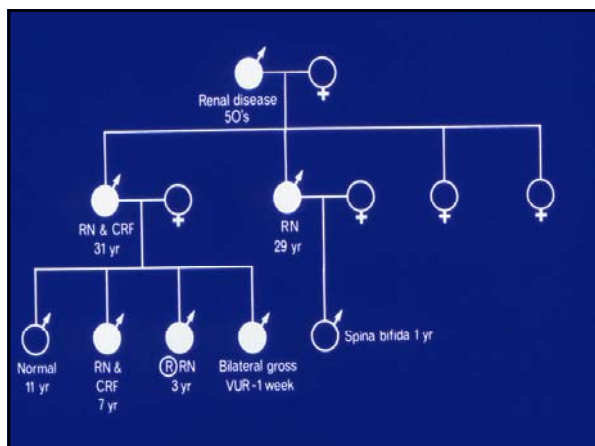 Renal disease
50's
RN & CRF
31 yr
RN
29 yr
Normal
11 yr
RN &
CRF
7 yr
Ⓡ RN
3 yr
Bilateral gross
VUR-1 week
Spina bifida 1 yr